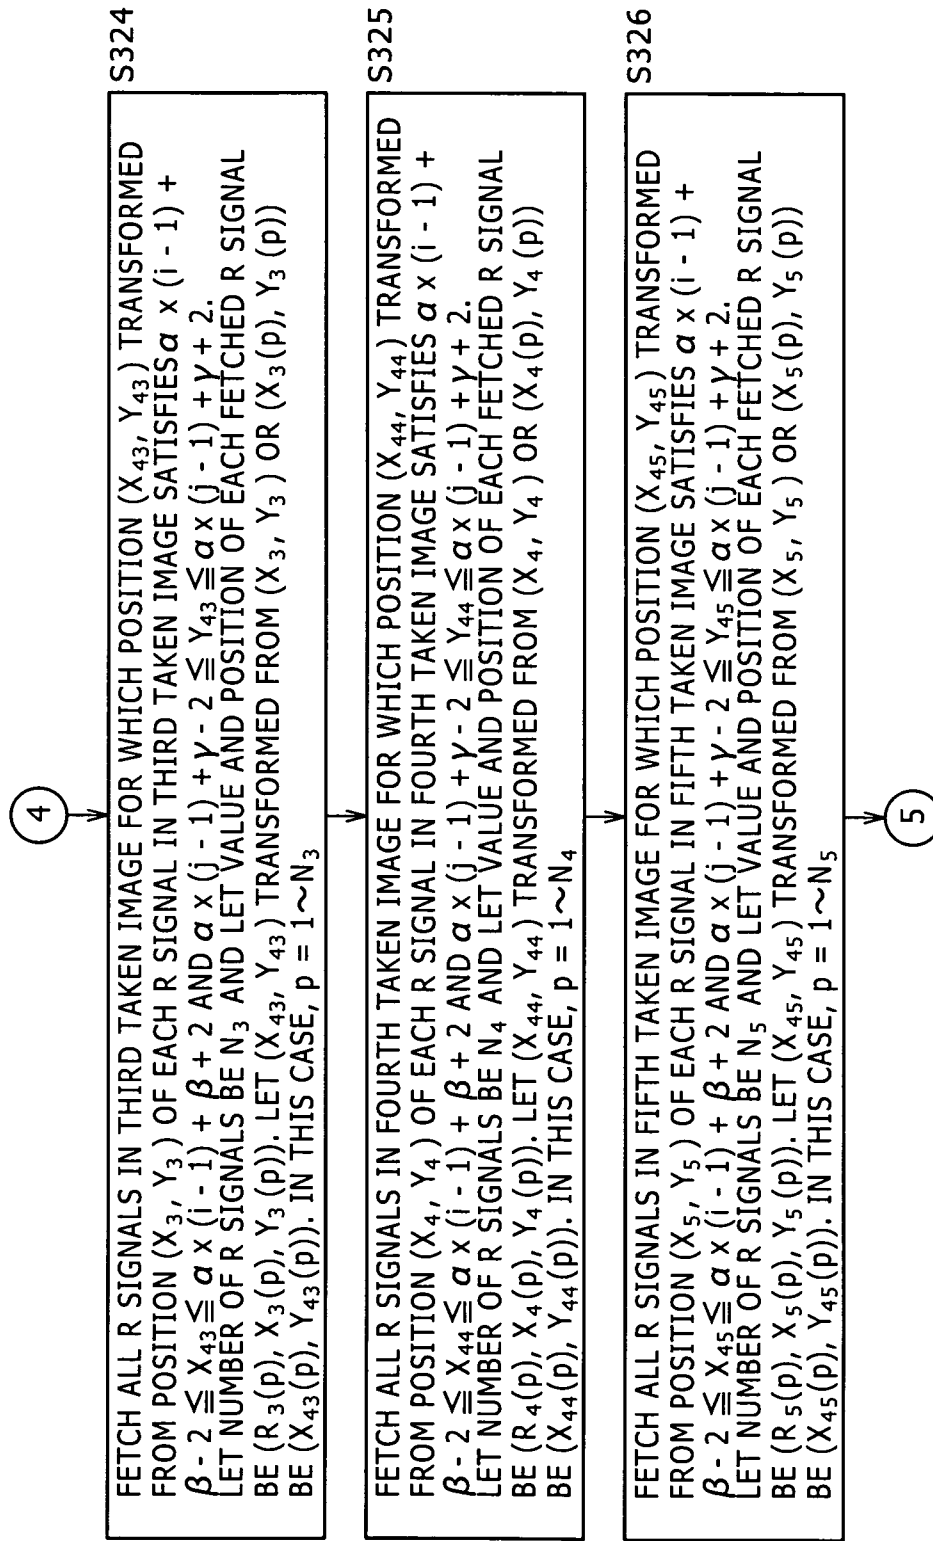 4
S324
FETCH ALL R SIGNALS IN THIRD TAKEN IMAGE FOR WHICH POSITION (X₄₃, Y₄₃) TRANSFORMED
FROM POSITION (X₃, Y₃) OF EACH R SIGNAL IN THIRD TAKEN IMAGE SATISFIES α x (i - 1) +
β - 2 ≦ X₄₃ ≦ α x (i - 1) + β + 2 AND α x (j - 1) + γ - 2 ≦ Y₄₃ ≦ α x (j - 1) + γ + 2.
LET NUMBER OF R SIGNALS BE N₃ AND LET VALUE AND POSITION OF EACH FETCHED R SIGNAL
BE (R₃(p), X₃(p), Y₃(p)). LET (X₄₃, Y₄₃) TRANSFORMED FROM (X₃, Y₃) OR (X₃(p), Y₃(p))
BE (X₄₃(p), Y₄₃(p)). IN THIS CASE, p = 1~N₃
S325
FETCH ALL R SIGNALS IN FOURTH TAKEN IMAGE FOR WHICH POSITION (X₄₄, Y₄₄) TRANSFORMED
FROM POSITION (X₄, Y₄) OF EACH R SIGNAL IN FOURTH TAKEN IMAGE SATISFIES α x (i - 1) +
β - 2 ≦ X₄₄ ≦ α x (i - 1) + β + 2 AND α x (j - 1) + γ - 2 ≦ Y₄₄ ≦ α x (j - 1) + γ + 2.
LET NUMBER OF R SIGNALS BE N₄ AND LET VALUE AND POSITION OF EACH FETCHED R SIGNAL
BE (R₄(p), X₄(p), Y₄(p)). LET (X₄₄, Y₄₄) TRANSFORMED FROM (X₄, Y₄) OR (X₄(p), Y₄(p))
BE (X₄₄(p), Y₄₄(p)). IN THIS CASE, p = 1~N₄
S326
FETCH ALL R SIGNALS IN FIFTH TAKEN IMAGE FOR WHICH POSITION (X₄₅, Y₄₅) TRANSFORMED
FROM POSITION (X₅, Y₅) OF EACH R SIGNAL IN FIFTH TAKEN IMAGE SATISFIES α x (i - 1) +
β - 2 ≦ X₄₅ ≦ α x (i - 1) + β + 2 AND α x (j - 1) + γ - 2 ≦ Y₄₅ ≦ α x (j - 1) + γ + 2.
LET NUMBER OF R SIGNALS BE N₅ AND LET VALUE AND POSITION OF EACH FETCHED R SIGNAL
BE (R₅(p), X₅(p), Y₅(p)). LET (X₄₅, Y₄₅) TRANSFORMED FROM (X₅, Y₅) OR (X₅(p), Y₅(p))
BE (X₄₅(p), Y₄₅(p)). IN THIS CASE, p = 1~N₅
5